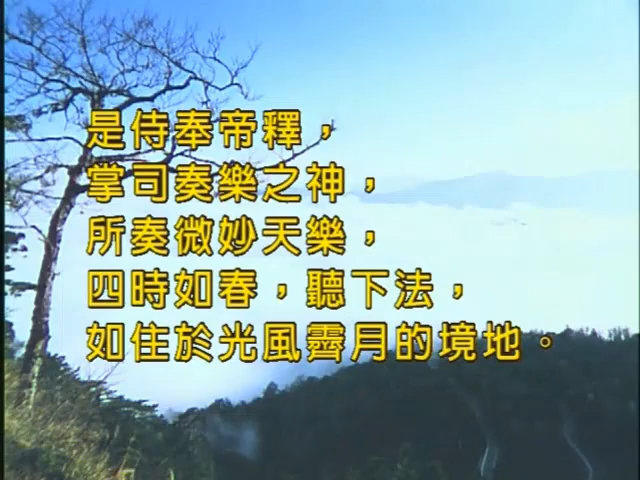 是侍奉帝釋，
掌司奏樂之神，
所奏微妙天樂，
四時如春，聽下法，
如住於光風霽月的境地。